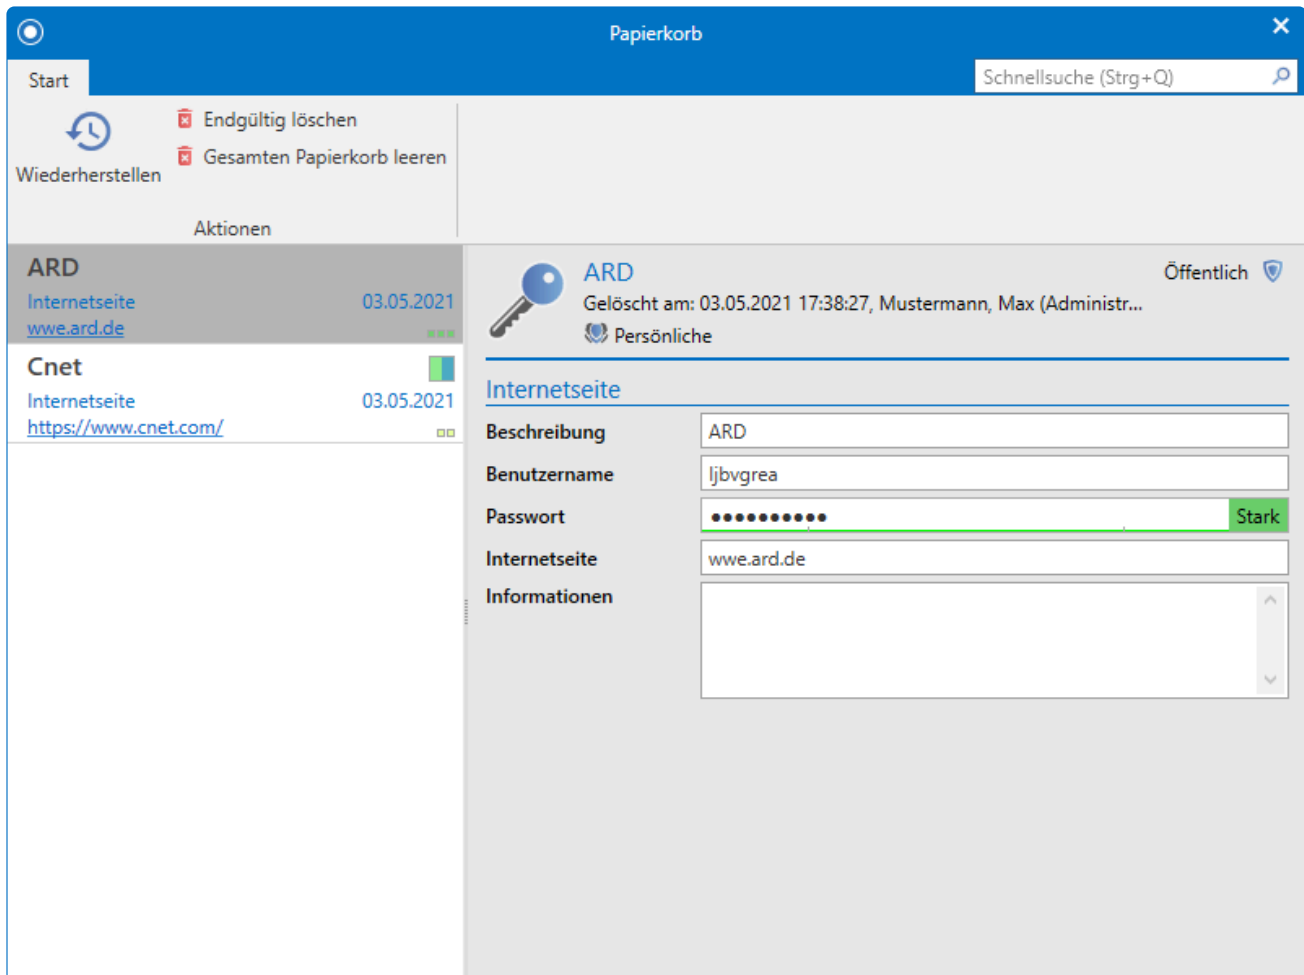 Papierkorb
Start
Schnellsuche (Strg+Q)
Wiederherstellen
Endgültig löschen
Gesamten Papierkorb leeren
Aktionen
ARD
Internetseite 03.05.2021
wwe.ard.de
Cnet
Internetseite 03.05.2021
https://www.cnet.com/
ARD Öffentlich
Gelöscht am: 03.05.2021 17:38:27, Mustermann, Max (Administr...
Persönliche
Internetseite
Beschreibung ARD
Benutzername ljbvgrea
Passwort ●●●●●●●●●● Stark
Internetseite wwe.ard.de
Informationen